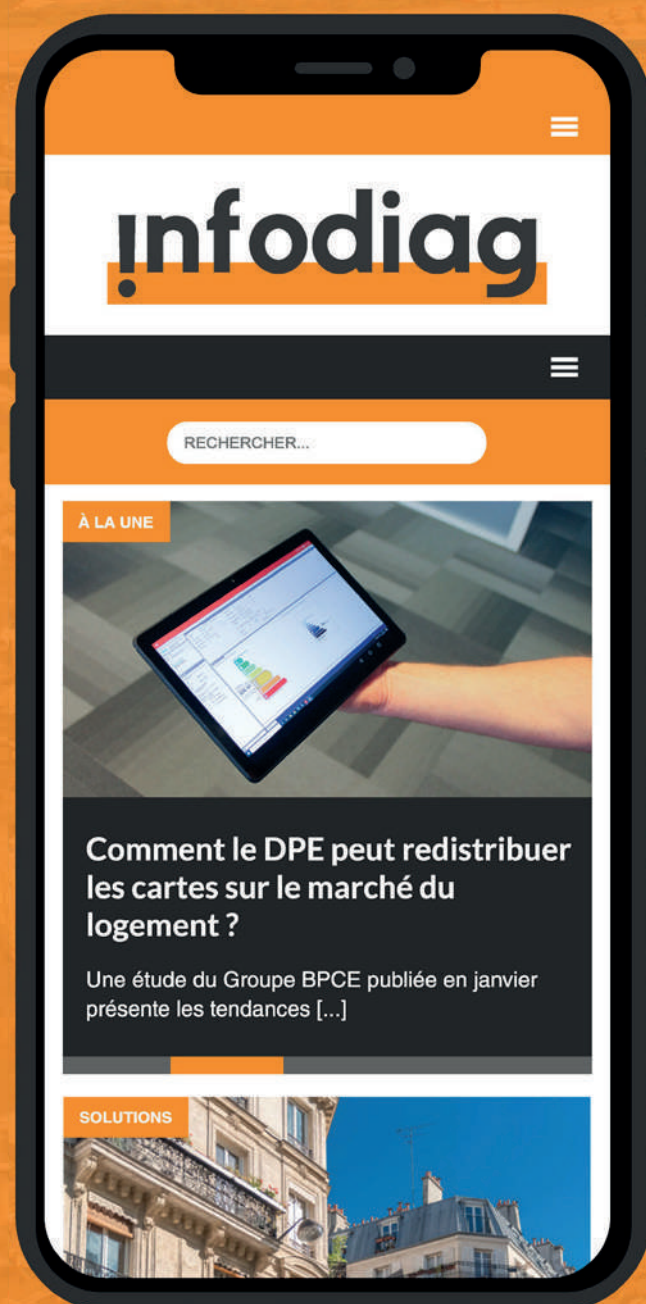 infodiag
RECHERCHER...
À LA UNE
Comment le DPE peut redistribuer
les cartes sur le marché du
logement ?
Une étude du Groupe BPCE publiée en janvier
présente les tendances [...]
SOLUTIONS